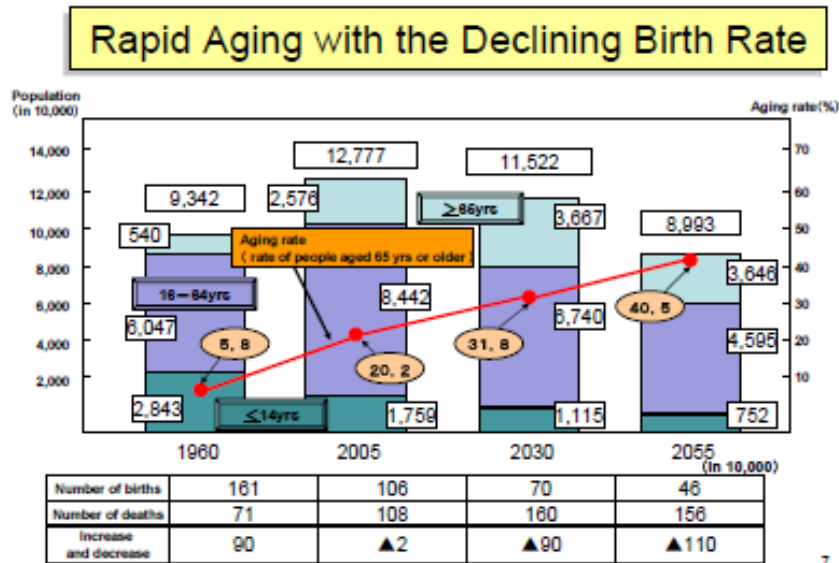 Rapid Aging with the Declining Birth Rate
Population
(in 10,000)
Aging rate(%)
14,000
12,000
10,000
8,000
6,000
4,000
2,000
70
60
50
40
30
20
10
9,342
12,777
11,522
8,993
540
2,576
≥65yrs
3,667
3,646
Aging rate
( rate of people aged 65 yrs or older)
16－64yrs
6,047
8,442
6,740
4,595
5, 8
20, 2
31, 8
40, 5
2,843
≤14yrs
1,759
1,115
752
1960
2005
2030
2055
(in 10,000)
Number of births 161 106 70 46
Number of deaths 71 108 160 156
Increase
and decrease 90 ▲2 ▲90 ▲110
7